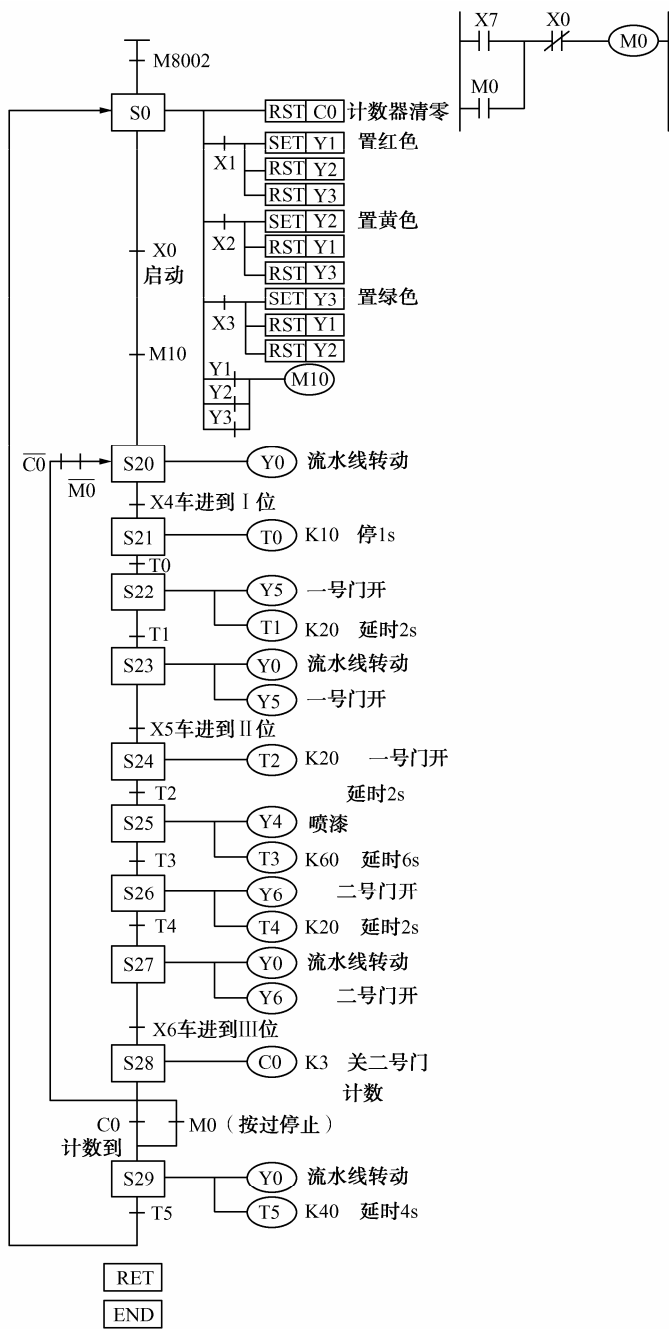 X7 X0 M0
M0
M8002
S0 RST C0 计数器清零
X1 SET Y1 置红色
RST Y2
RST Y3
X2 SET Y2 置黄色
RST Y1
RST Y3
X0
启动
X3 SET Y3 置绿色
RST Y1
RST Y2
M10
Y1 M10
Y2
Y3
C0 M0 S20 Y0 流水线转动
X4车进到Ⅰ位
S21 T0 K10 停1s
T0
S22 Y5 一号门开
T1 K20 延时2s
T1
S23 Y0 流水线转动
Y5 一号门开
X5车进到Ⅱ位
S24 T2 K20 一号门开
T2 延时2s
S25 Y4 喷漆
T3 T3 K60 延时6s
S26 Y6 二号门开
T4 T4 K20 延时2s
S27 Y0 流水线转动
Y6 二号门开
X6车进到Ⅲ位
S28 C0 K3 关二号门
计数
C0 M0（按过停止）
计数到
S29 Y0 流水线转动
T5 T5 K40 延时4s
RET
END